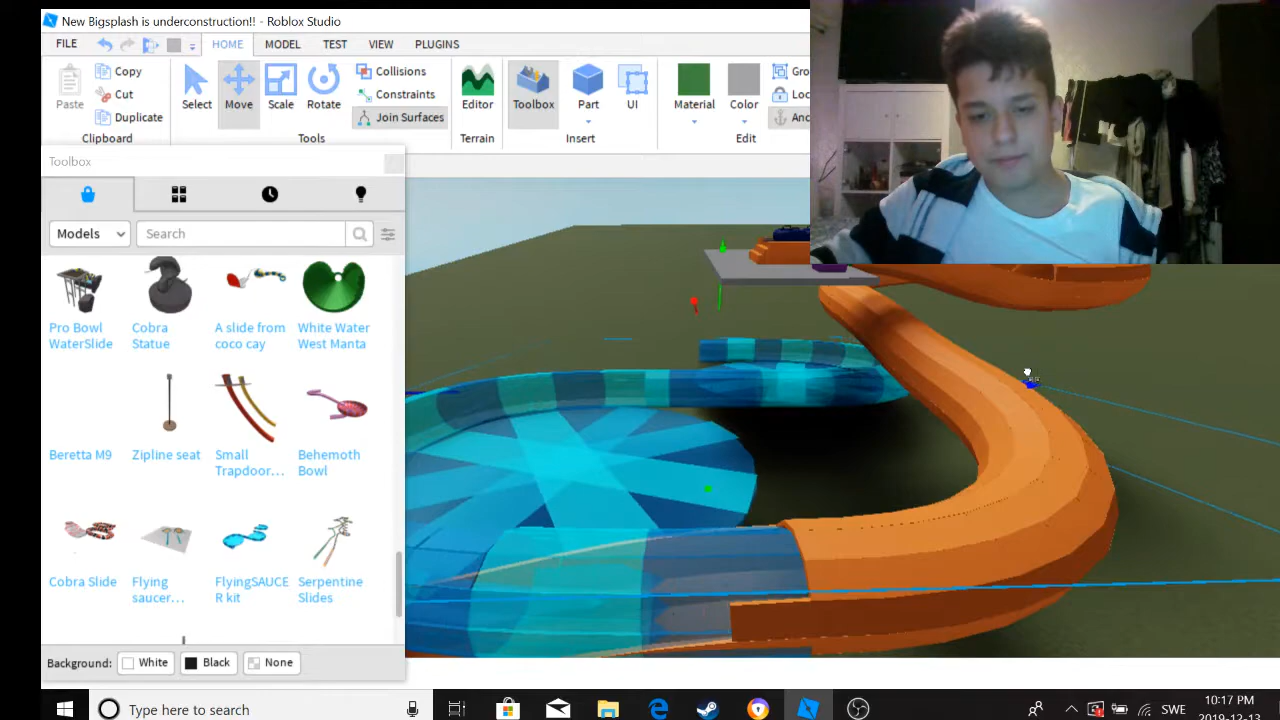 New Bigsplash is underconstruction!! - Roblox Studio
FILE HOME MODEL TEST VIEW PLUGINS
Paste Copy Cut Duplicate
Select Move Scale Rotate
Collisions
Constraints
Join Surfaces
Editor Toolbox Part UI
Material Color
Gro
Loc
Anc
Clipboard Tools Terrain Insert Edit
Toolbox
Models Search
Pro Bowl WaterSlide
Cobra Statue
A slide from coco cay
White Water West Manta
Beretta M9
Zipline seat
Small Trapdoor...
Behemoth Bowl
Cobra Slide
Flying saucer...
FlyingSAUCE R kit
Serpentine Slides
Background: White Black None
Type here to search
SWE
10:17 PM
2019-12-13